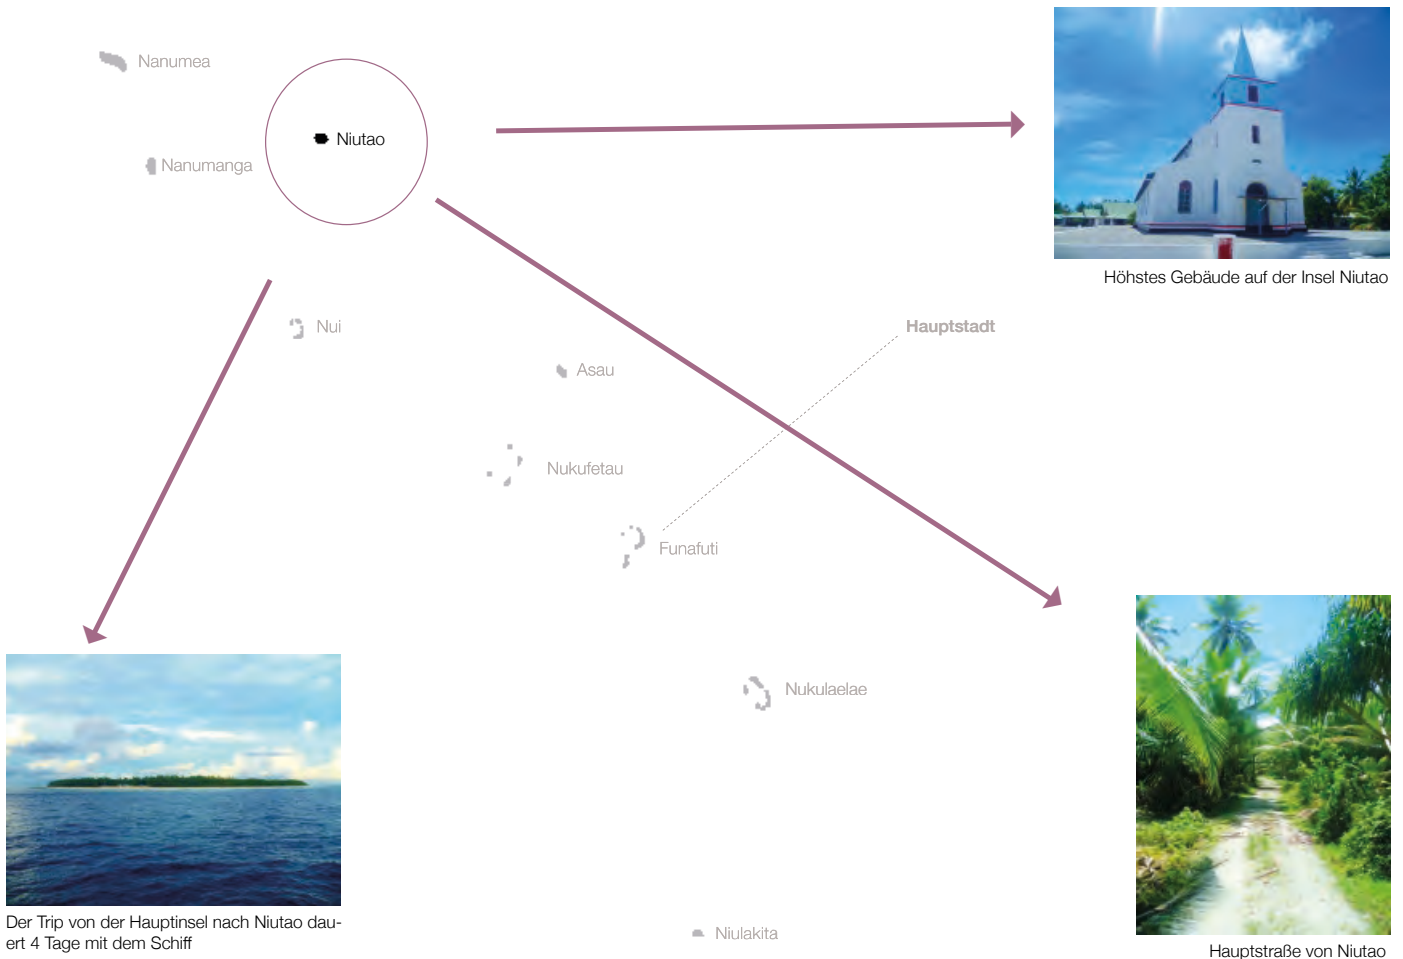 Nanumea
Niutao
Nanumanga
Höhstes Gebäude auf der Insel Niutao
Nui
Hauptstadt
Asau
Nukufetau
Funafuti
Nukulaelae
Der Trip von der Hauptinsel nach Niutao dau-
ert 4 Tage mit dem Schiff
Niulakita
Hauptstraße von Niutao